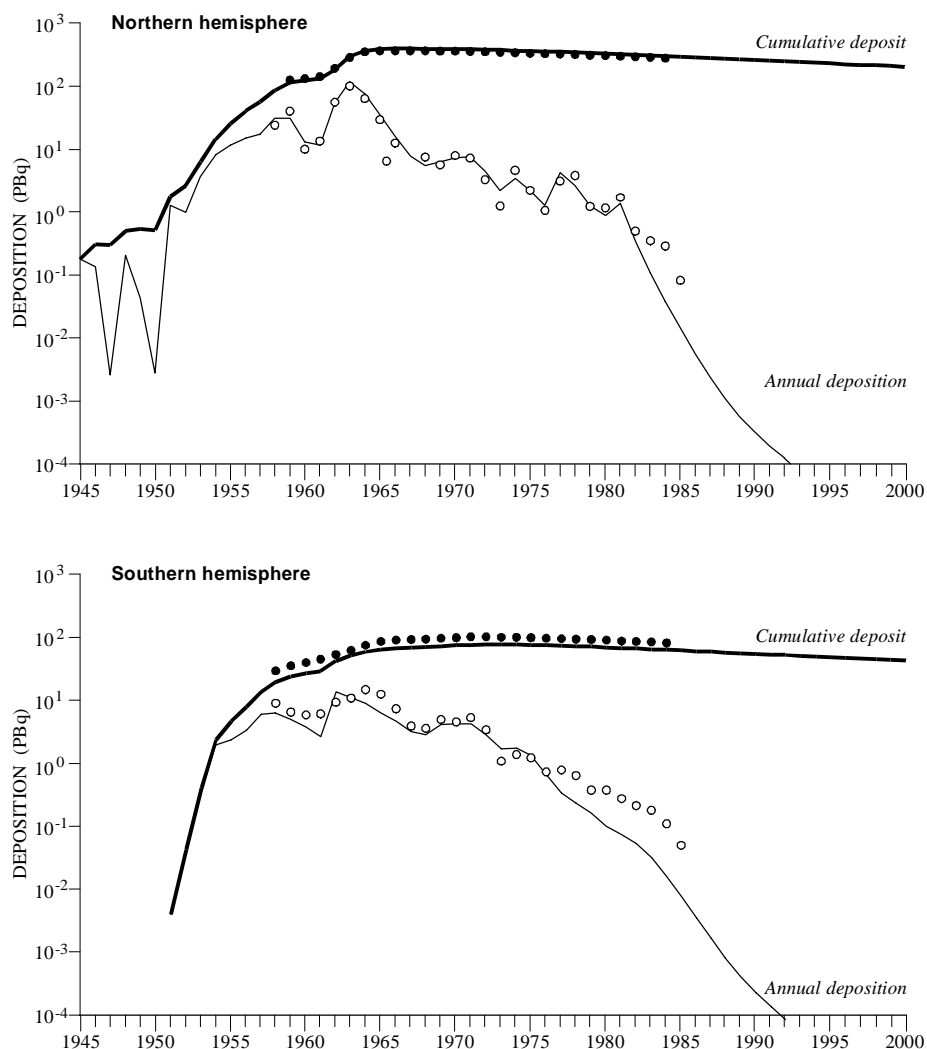 Northern hemisphere
Cumulative deposit
Annual deposition
DEPOSITION (PBq)
10³
10²
10¹
10⁰
10⁻¹
10⁻²
10⁻³
10⁻⁴
1945 1950 1955 1960 1965 1970 1975 1980 1985 1990 1995 2000
Southern hemisphere
Cumulative deposit
Annual deposition
DEPOSITION (PBq)
10³
10²
10¹
10⁰
10⁻¹
10⁻²
10⁻³
10⁻⁴
1945 1950 1955 1960 1965 1970 1975 1980 1985 1990 1995 2000